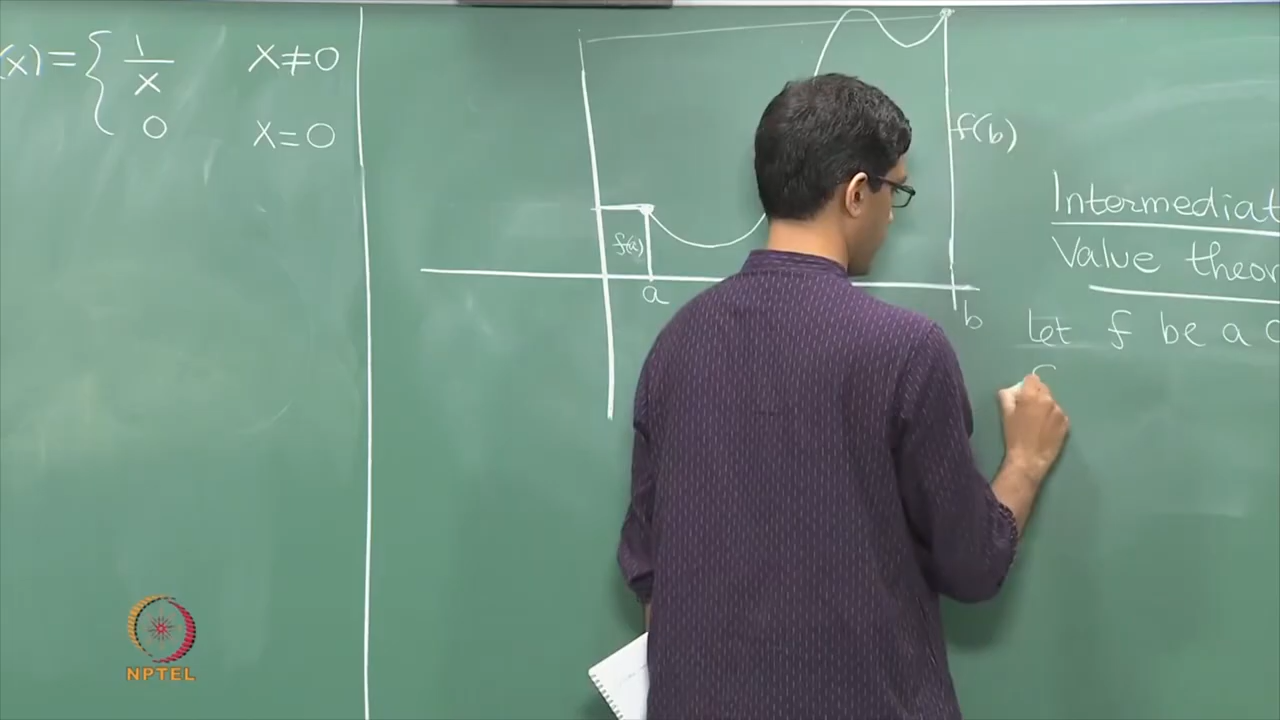 (x) = { 1/x x≠0
0 x=0
f(b)
f(a)
a
b
Intermediat
Value theor
let f be a c
f
NPTEL